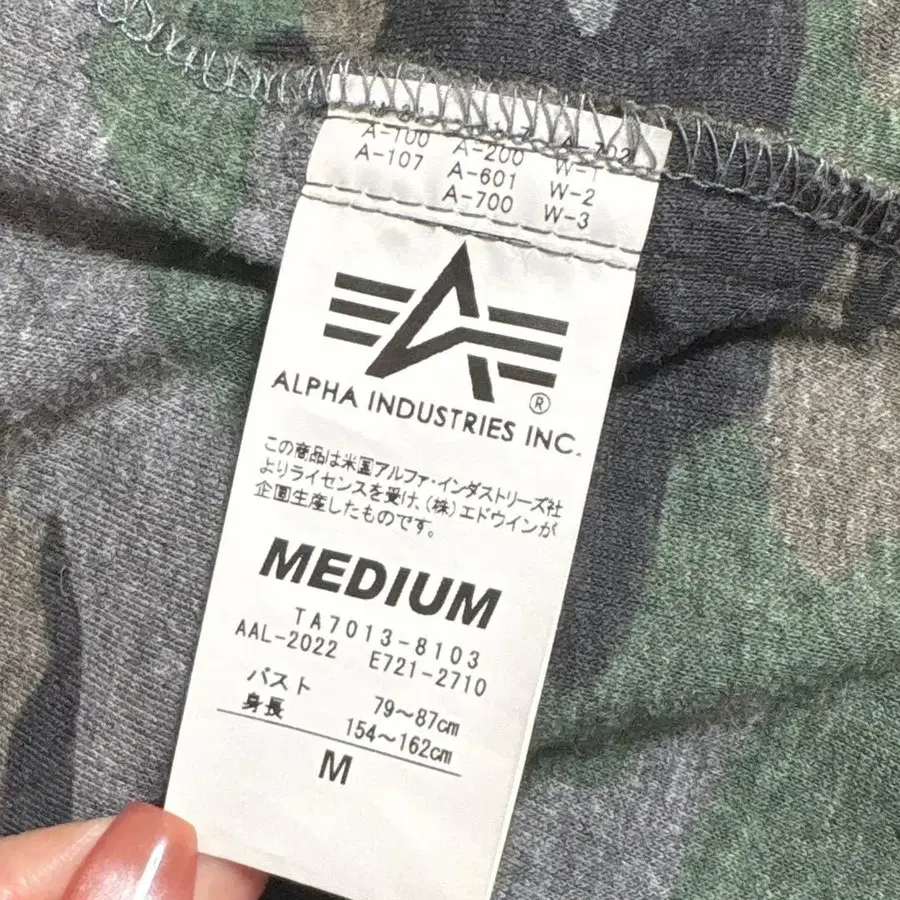 A-100 A-200 A-702
A-107 A-601 W-1
A-700 W-2
W-3
ALPHA INDUSTRIES INC.
®
この商品は米国アルファ・インダストリーズ社
よりライセンスを受け、(株)エドウインが
企画生産したものです。
MEDIUM
TA7013-8103
AAL-2022 E721-2710
バスト 79～87cm
身長 154～162cm
M